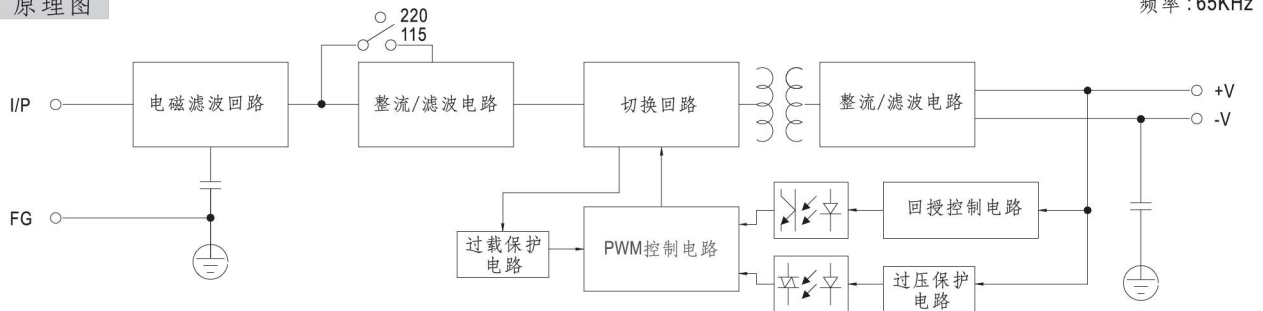 原理图
频率:65KHz
220
115
I/P
电磁滤波回路
整流/滤波电路
切换回路
整流/滤波电路
+V
-V
FG
过载保护
电路
PWM控制电路
回授控制电路
过压保护
电路